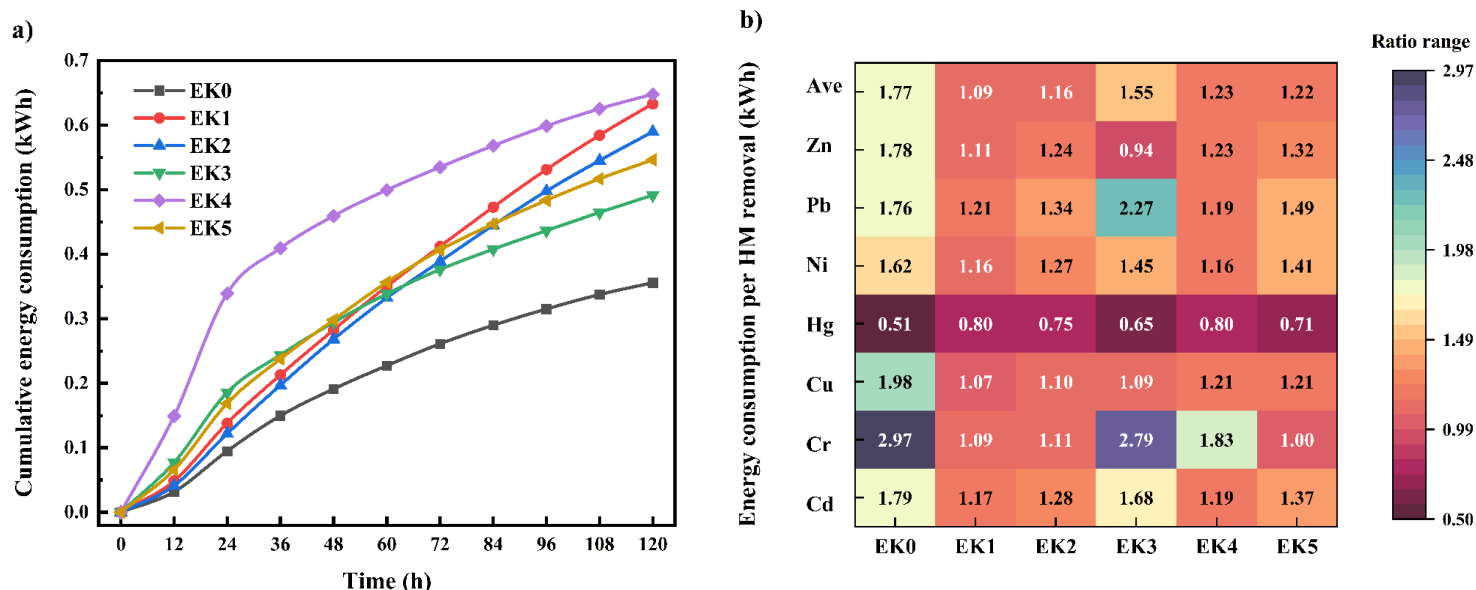 a)
Cumulative energy consumption (kWh)
0.7
0.6
0.5
0.4
0.3
0.2
0.1
0.0
EK0
EK1
EK2
EK3
EK4
EK5
0 12 24 36 48 60 72 84 96 108 120
Time (h)
b)
Energy consumption per HM removal (kWh)
Ave 1.77 1.09 1.16 1.55 1.23 1.22
Zn 1.78 1.11 1.24 0.94 1.23 1.32
Pb 1.76 1.21 1.34 2.27 1.19 1.49
Ni 1.62 1.16 1.27 1.45 1.16 1.41
Hg 0.51 0.80 0.75 0.65 0.80 0.71
Cu 1.98 1.07 1.10 1.09 1.21 1.21
Cr 2.97 1.09 1.11 2.79 1.83 1.00
Cd 1.79 1.17 1.28 1.68 1.19 1.37
EK0 EK1 EK2 EK3 EK4 EK5
Ratio range
2.97
2.48
1.98
1.49
0.99
0.50